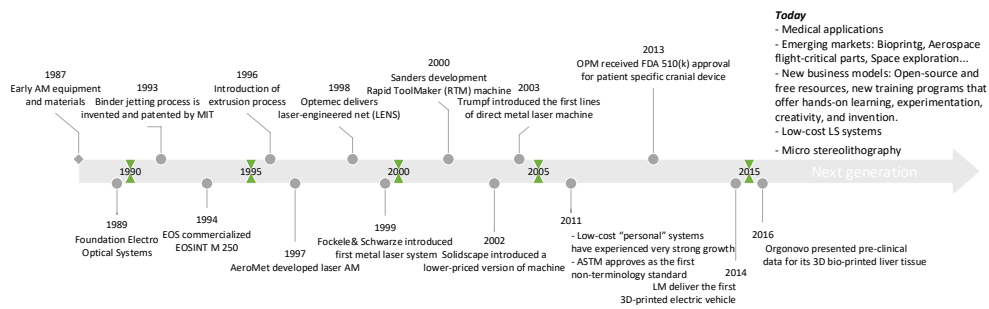 Today
- Medical applications
- Emerging markets: Bioprintg, Aerospace
flight-critical parts, Space exploration...
- New business models: Open-source and
free resources, new training programs that
offer hands-on learning, experimentation,
creativity, and invention.
- Low-cost LS systems
- Micro stereolithography
1987
Early AM equipment
and materials
1993
Binder jetting process is
invented and patented by MIT
1996
Introduction of
extrusion process
1998
Optemec delivers
laser-engineered net (LENS)
2000
Sanders development
Rapid ToolMaker (RTM) machine
2003
Trumpf introduced the first lines
of direct metal laser machine
2013
OPM received FDA 510(k) approval
for patient specific cranial device
1990
1995
2000
2005
2015
Next generation
1989
Foundation Electro
Optical Systems
1994
EOS commercialized
EOSINT M 250
1997
AeroMet developed laser AM
1999
Fockele& Schwarze introduced
first metal laser system
2002
Solidscape introduced a
lower-priced version of machine
2011
- Low-cost “personal” systems
have experienced very strong growth
- ASTM approves as the first
non-terminology standard
2014
LM deliver the first
3D-printed electric vehicle
2016
Orgonovo presented pre-clinical
data for its 3D bio-printed liver tissue